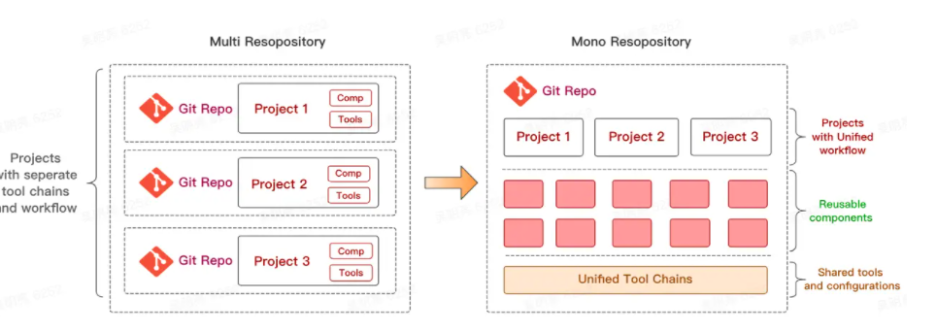 Multi Resopository
Mono Resopository
Projects
with seperate
tool chains
and workflow
Git Repo
Project 1
Comp
Tools
Git Repo
Project 2
Comp
Tools
Git Repo
Project 3
Comp
Tools
Git Repo
Project 1
Project 2
Project 3
Projects
with Unified
workflow
Reusable
components
Unified Tool Chains
Shared tools
and configurations